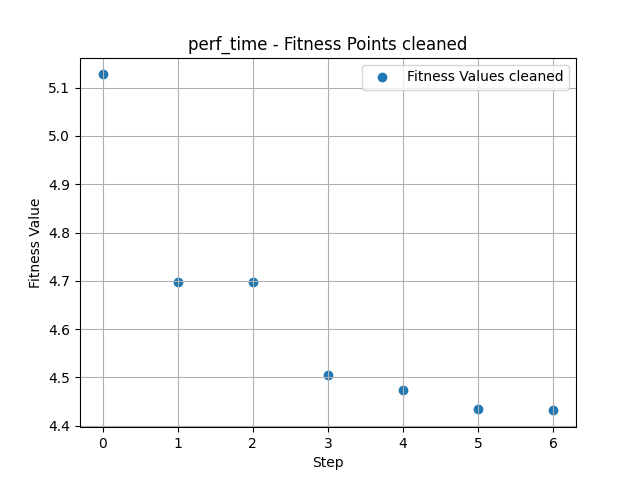 perf_time - Fitness Points cleaned
Fitness Values cleaned
Fitness Value
5.1
5.0
4.9
4.8
4.7
4.6
4.5
4.4
0 1 2 3 4 5 6
Step